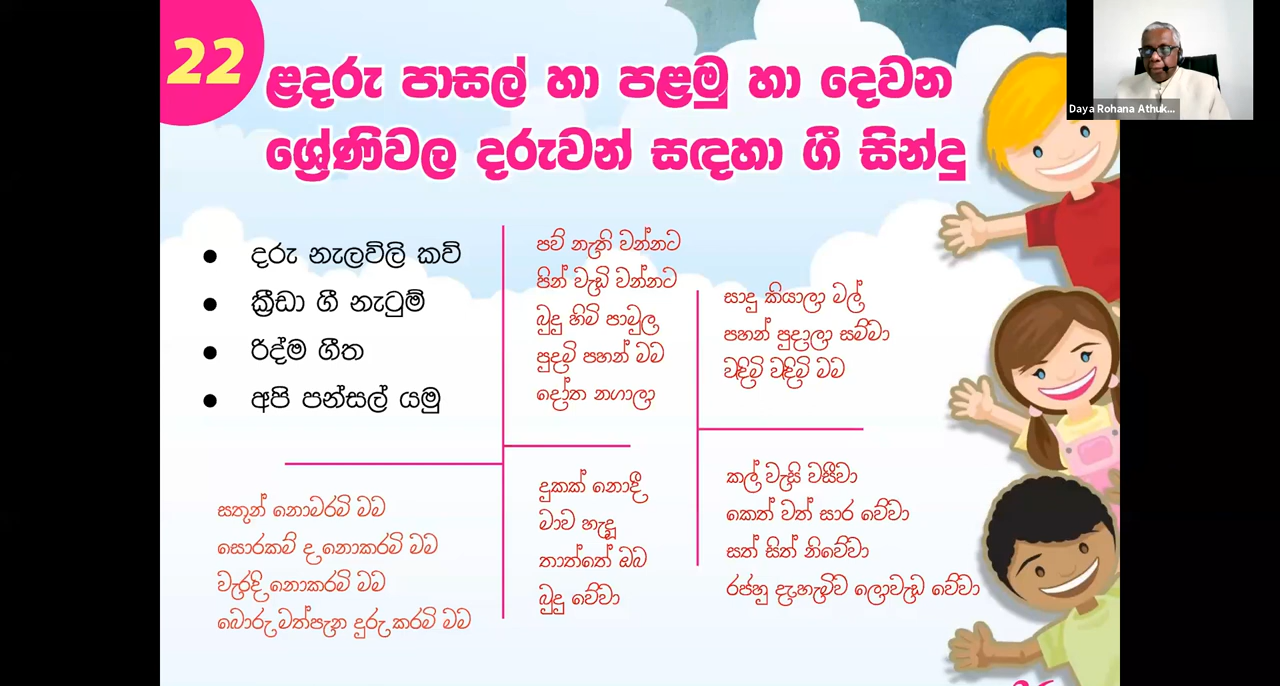 22
ළදරු පාසල් හා පළමු හා දෙවන
ශ්‍රේණිවල දරුවන් සඳහා ගී සින්දු
Daya Rohana Athuk...
● දරු නැලවිලි කවි
● ක්‍රීඩා ගී නැටුම්
● රිද්ම ගීත
● අපි පන්සල් යමු
සතුන් නොමරමි මම
සොරකම් ද නොකරමි මම
වැරදි නොකරමි මම
බොරු මත්පැන දුරු කරමි මම
පව් නැති වන්නට
පින් වැඩි වන්නට
බුදු හිමි පාමුල
පුදමි පහන් මම
දෝත නගාලා
දුකක් නොදී
මාව හැදූ
තාත්තේ ඔබ
බුදු වේවා
සාදු කියාලා මල්
පහන් පුදාලා සම්මා
වඳිමි වඳිමි මම
කල් වැසි වසීවා
කෙත් වත් සාර වේවා
සත් සිත් නිවේවා
රජහු දැහැමිව ලොවැඩ වේවා